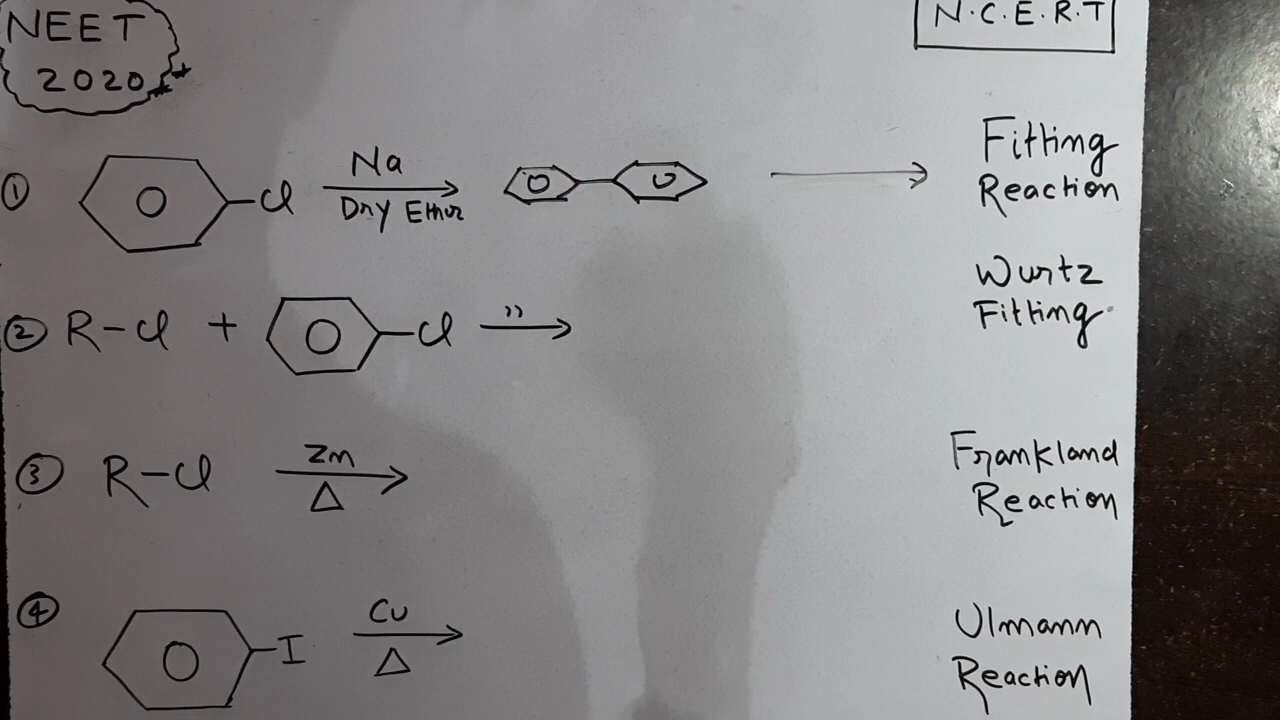 NEET
2020
N.C.E.R.T
① Cl Na Dry Ether Fitting
Reaction
② R-Cl + Cl ,, Wurtz
Fitting
③ R-Cl Zn Δ Frankland
Reaction
④ I Cu Δ Ulmann
Reaction